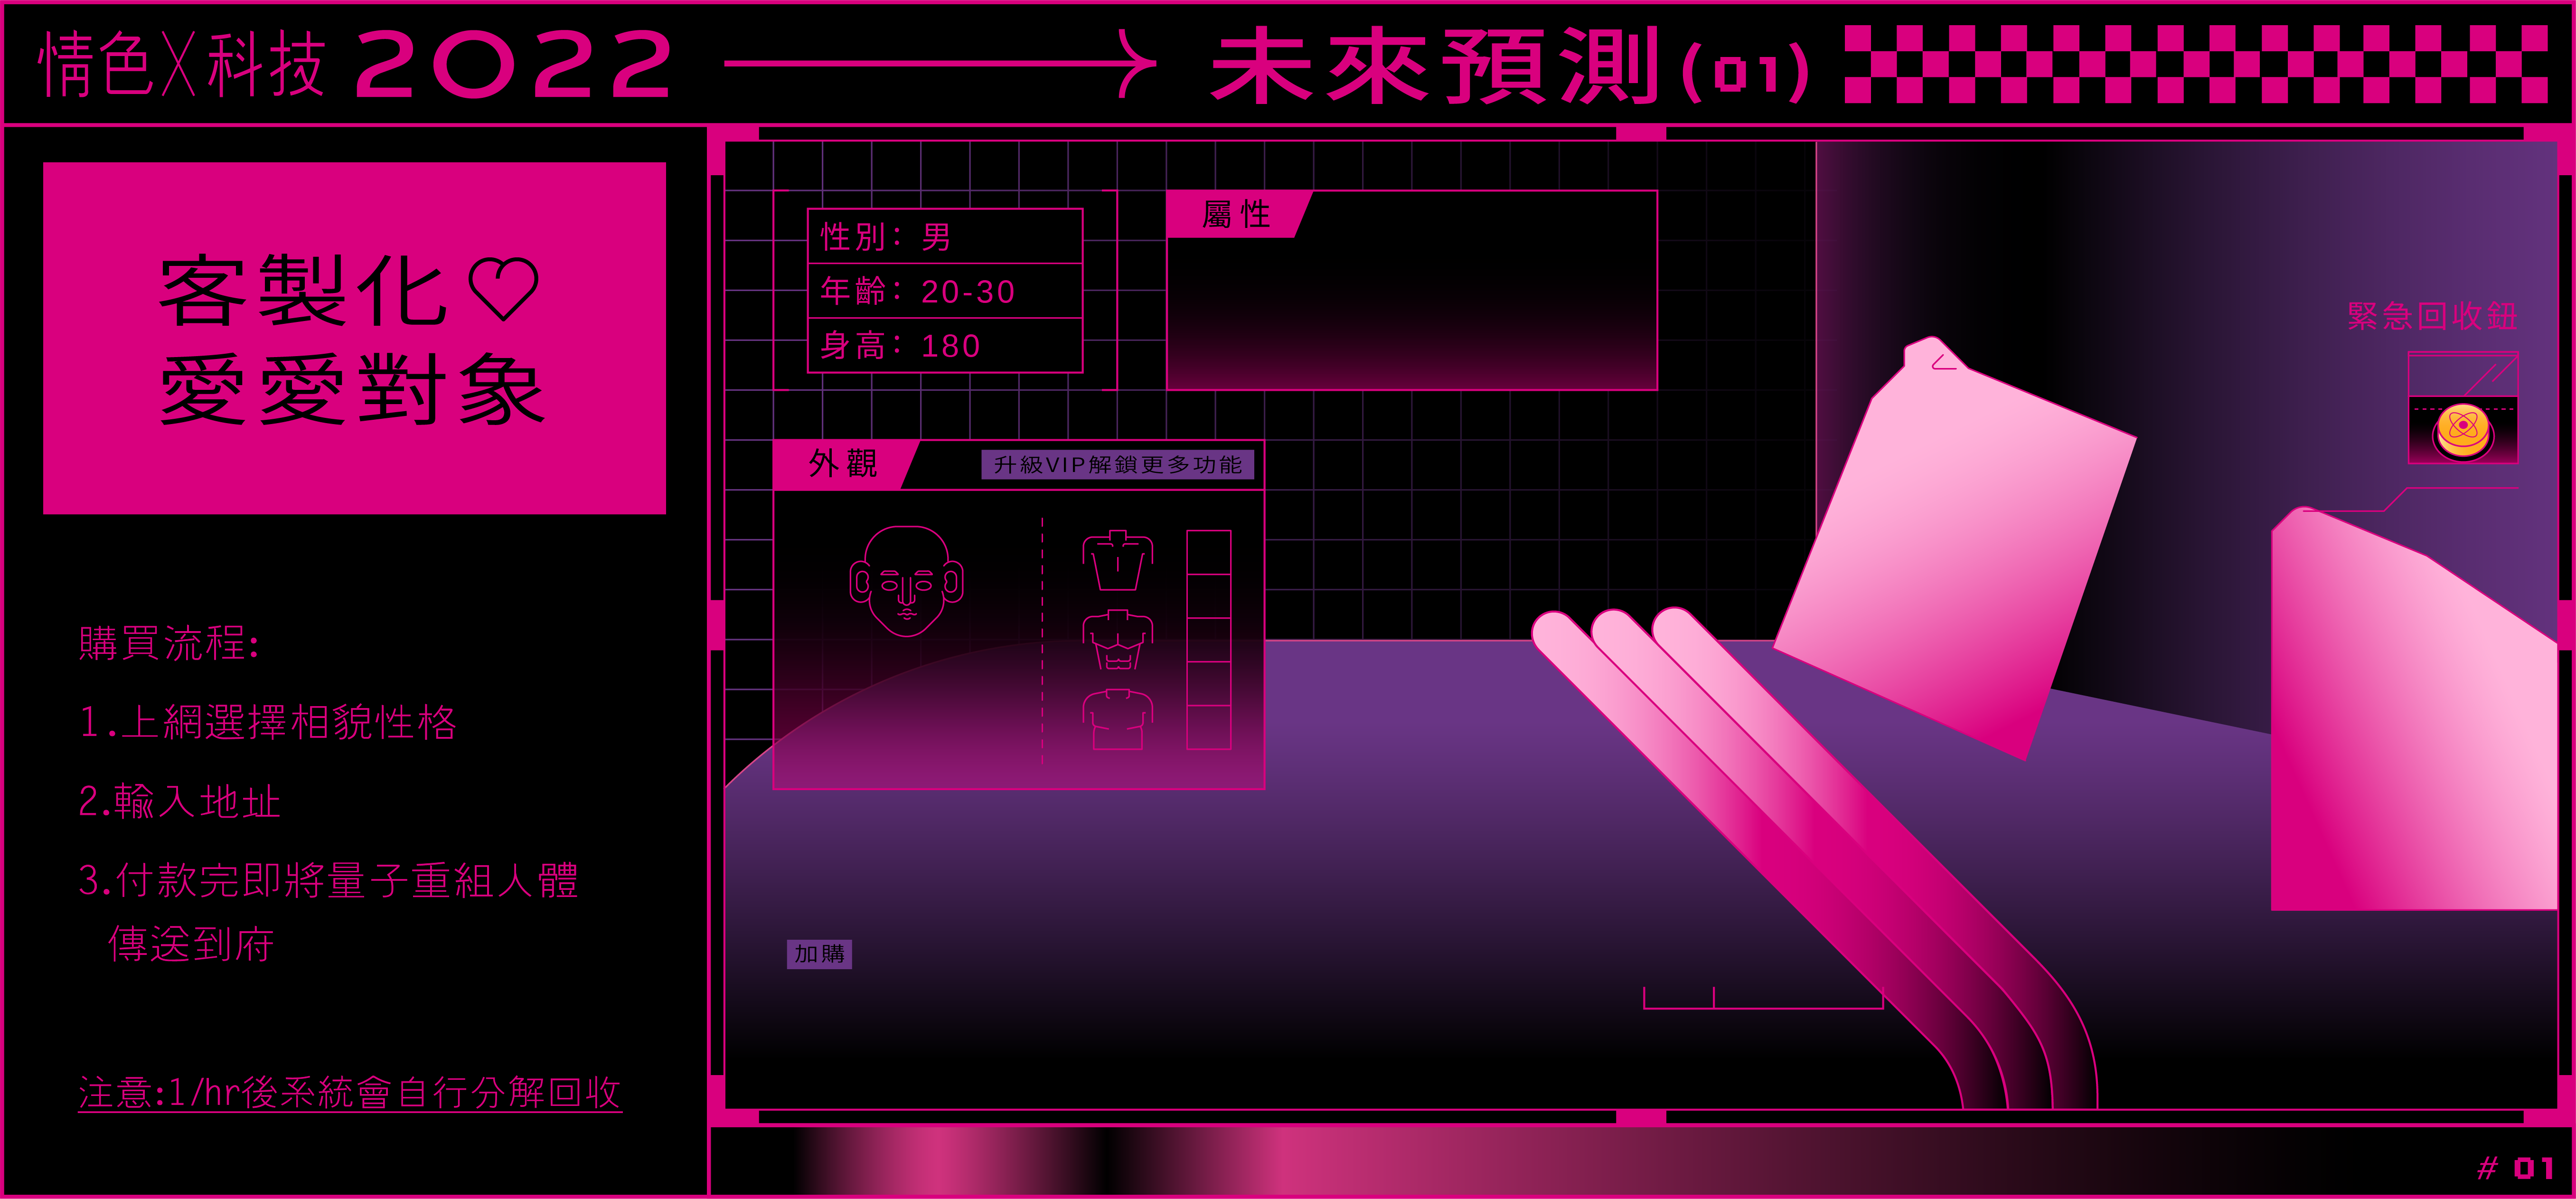 情色╳科技 2022 未來預測(01)
客製化
愛愛對象
購買流程:
1.上網選擇相貌性格
2.輸入地址
3.付款完即將量子重組人體
傳送到府
注意:1/hr後系統會自行分解回收
性別：男
年齡：20-30
身高：180
屬性
外觀
升級VIP解鎖更多功能
加購
緊急回收鈕
# 01